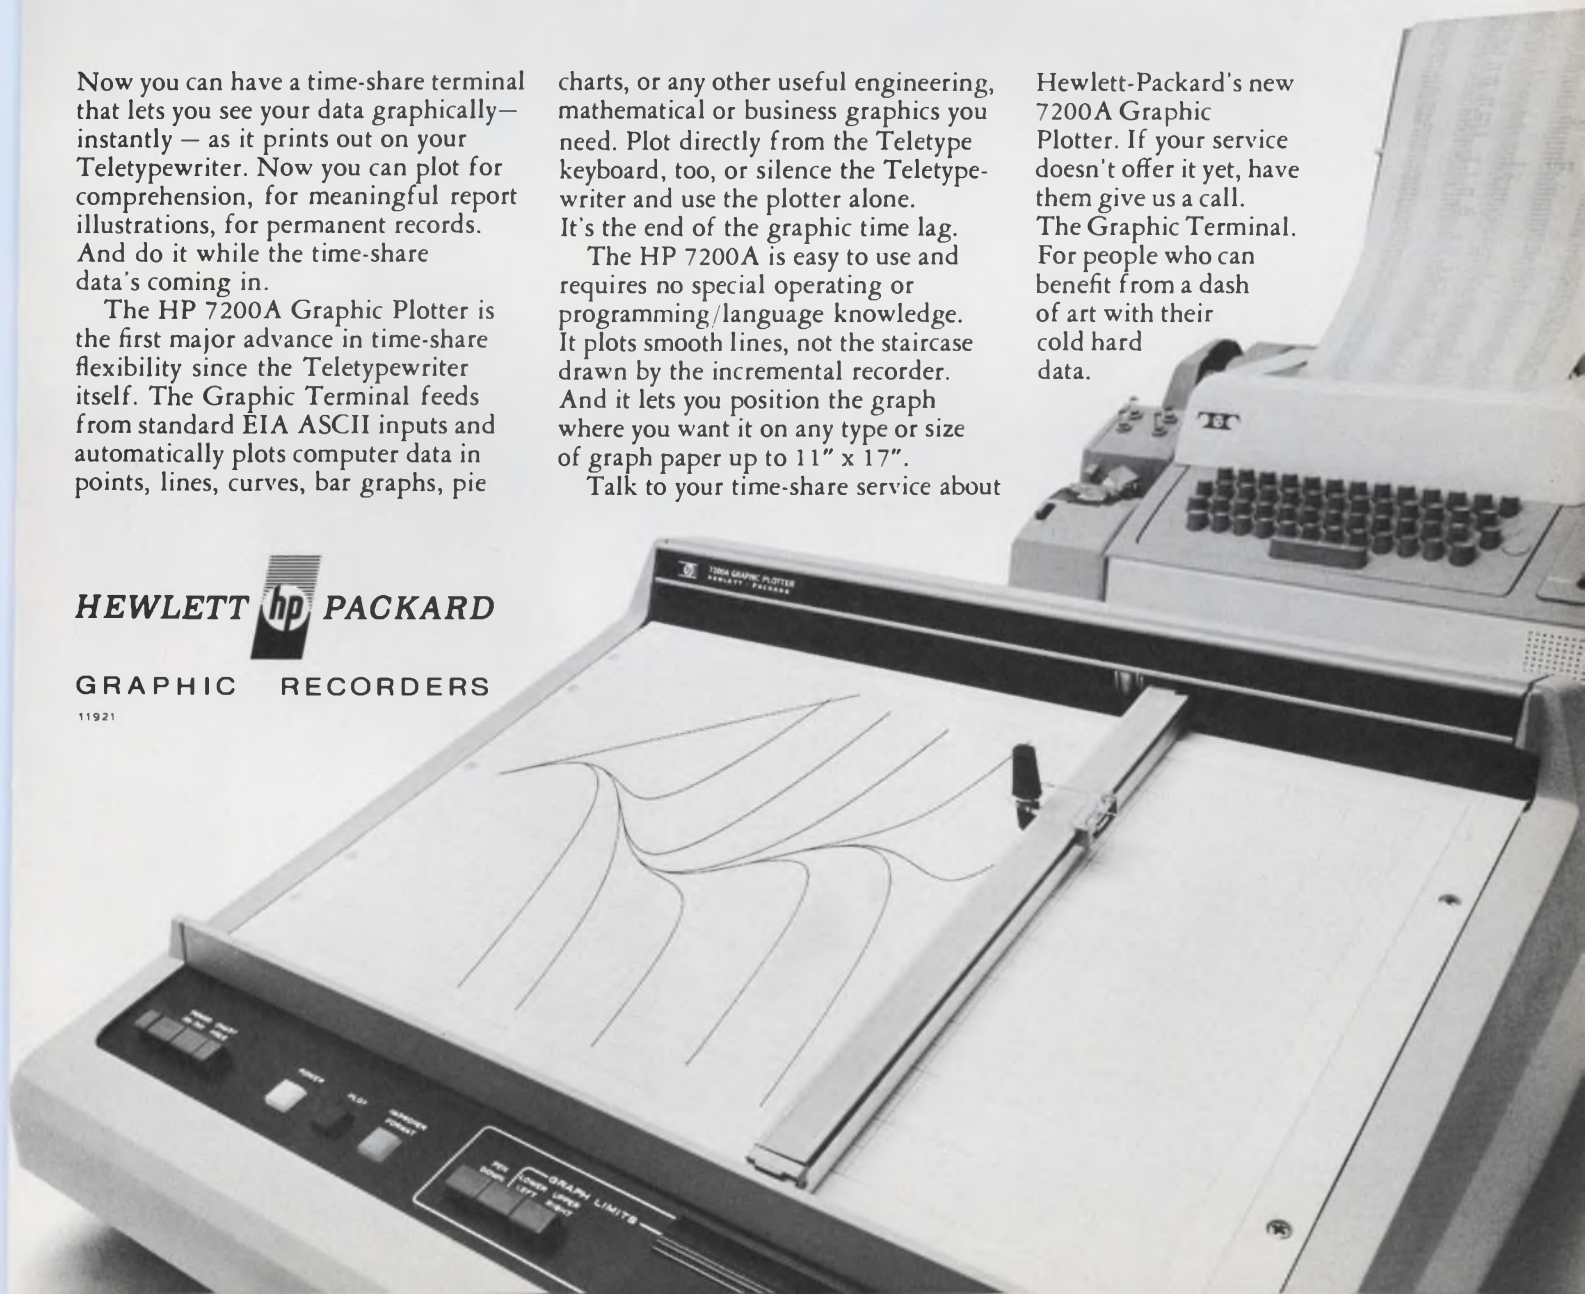 Now you can have a time-share terminal
that lets you see your data graphically—
instantly — as it prints out on your
Teletypewriter. Now you can plot for
comprehension, for meaningful report
illustrations, for permanent records.
And do it while the time-share
data's coming in.
The HP 7200A Graphic Plotter is
the first major advance in time-share
flexibility since the Teletypewriter
itself. The Graphic Terminal feeds
from standard EIA ASCII inputs and
automatically plots computer data in
points, lines, curves, bar graphs, pie
charts, or any other useful engineering,
mathematical or business graphics you
need. Plot directly from the Teletype
keyboard, too, or silence the Teletype-
writer and use the plotter alone.
It's the end of the graphic time lag.
The HP 7200A is easy to use and
requires no special operating or
programming/language knowledge.
It plots smooth lines, not the staircase
drawn by the incremental recorder.
And it lets you position the graph
where you want it on any type or size
of graph paper up to 11" x 17".
Talk to your time-share service about
Hewlett-Packard's new
7200A Graphic
Plotter. If your service
doesn't offer it yet, have
them give us a call.
The Graphic Terminal.
For people who can
benefit from a dash
of art with their
cold hard
data.
HEWLETT hp PACKARD
GRAPHIC RECORDERS
11921
7200A GRAPHIC PLOTTER
HEWLETT · PACKARD
POWER
PLOT
IMPROPER
FORMAT
PEN
DOWN
GRAPH LIMITS
LOWER UPPER
LEFT RIGHT